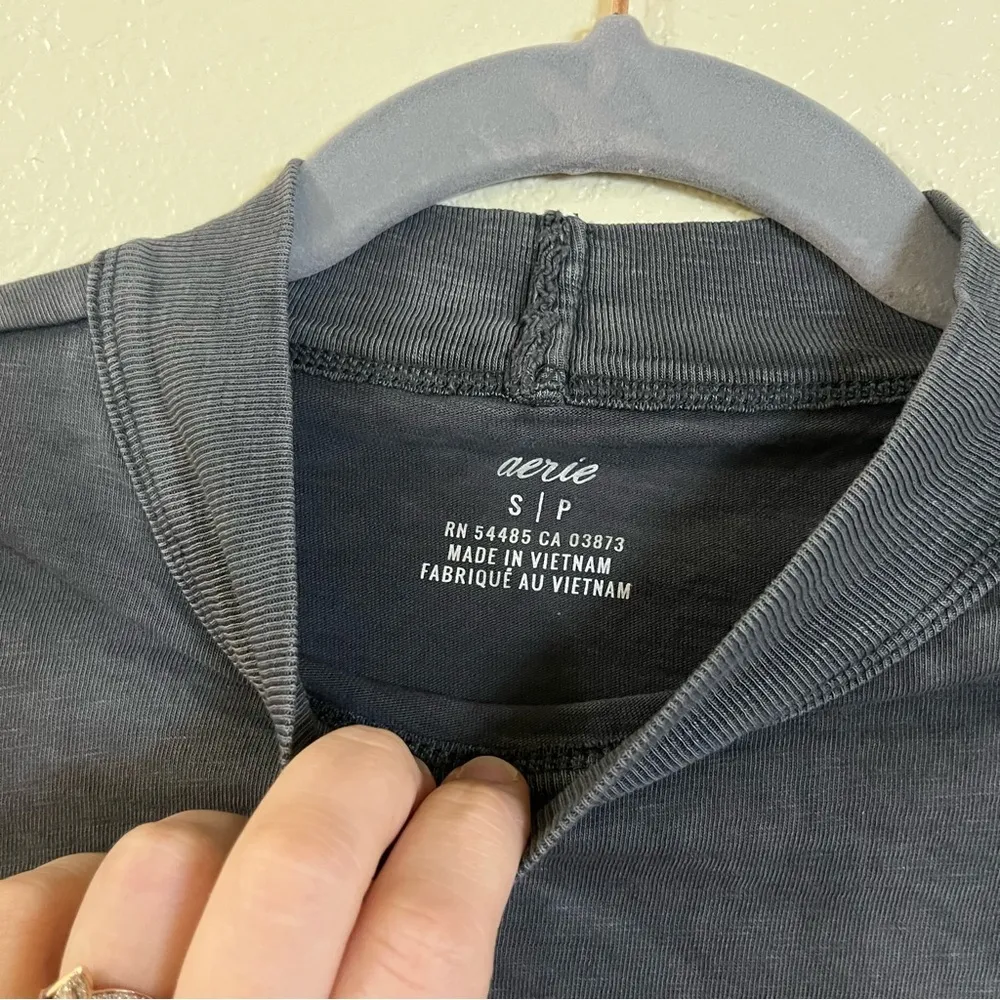 aerie
S | P
RN 54485 CA 03873
MADE IN VIETNAM
FABRIQUÉ AU VIETNAM